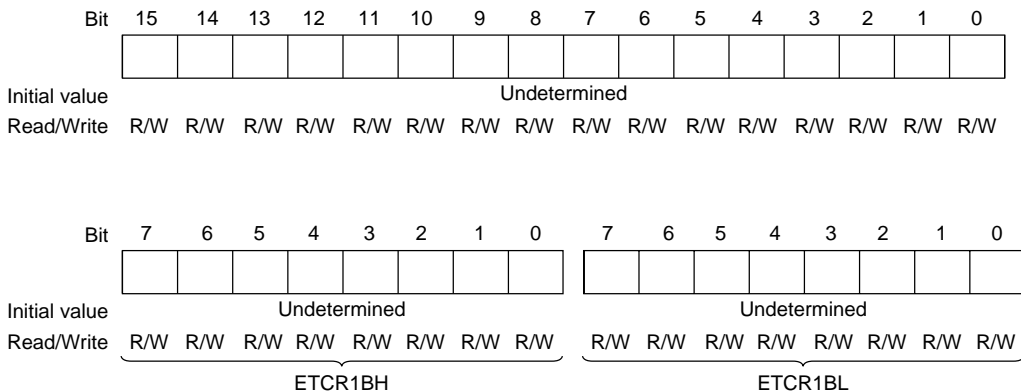 Bit 15 14 13 12 11 10 9 8 7 6 5 4 3 2 1 0
Initial value Undetermined
Read/Write R/W R/W R/W R/W R/W R/W R/W R/W R/W R/W R/W R/W R/W R/W R/W R/W
Bit 7 6 5 4 3 2 1 0 7 6 5 4 3 2 1 0
Initial value Undetermined Undetermined
Read/Write R/W R/W R/W R/W R/W R/W R/W R/W R/W R/W R/W R/W R/W R/W R/W R/W
ETCR1BH ETCR1BL